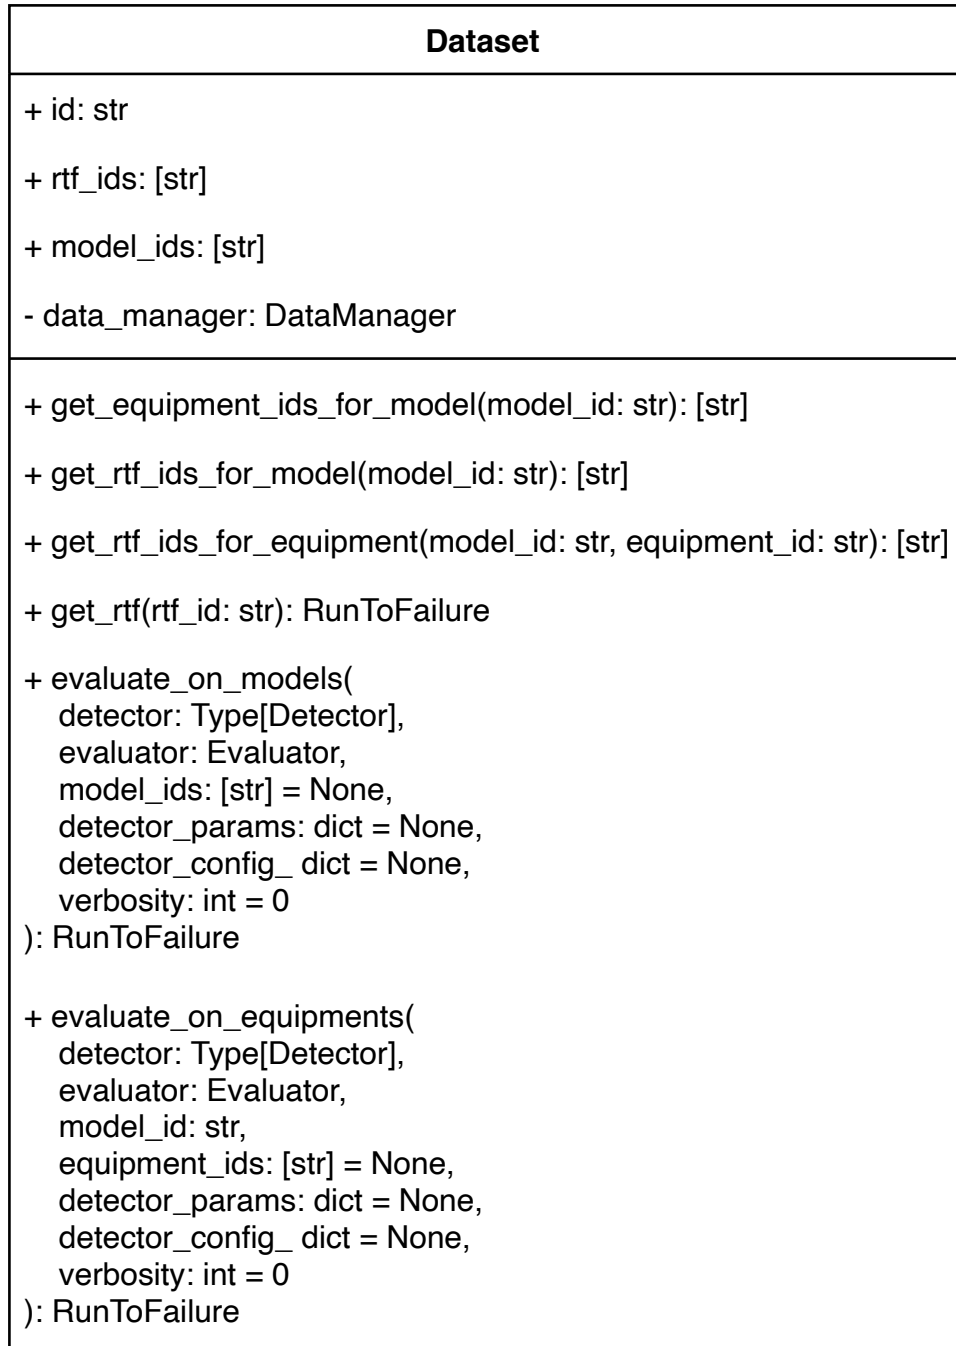 Dataset
+ id: str
+ rtf_ids: [str]
+ model_ids: [str]
- data_manager: DataManager
+ get_equipment_ids_for_model(model_id: str): [str]
+ get_rtf_ids_for_model(model_id: str): [str]
+ get_rtf_ids_for_equipment(model_id: str, equipment_id: str): [str]
+ get_rtf(rtf_id: str): RunToFailure
+ evaluate_on_models(
detector: Type[Detector],
evaluator: Evaluator,
model_ids: [str] = None,
detector_params: dict = None,
detector_config_ dict = None,
verbosity: int = 0
): RunToFailure
+ evaluate_on_equipments(
detector: Type[Detector],
evaluator: Evaluator,
model_id: str,
equipment_ids: [str] = None,
detector_params: dict = None,
detector_config_ dict = None,
verbosity: int = 0
): RunToFailure